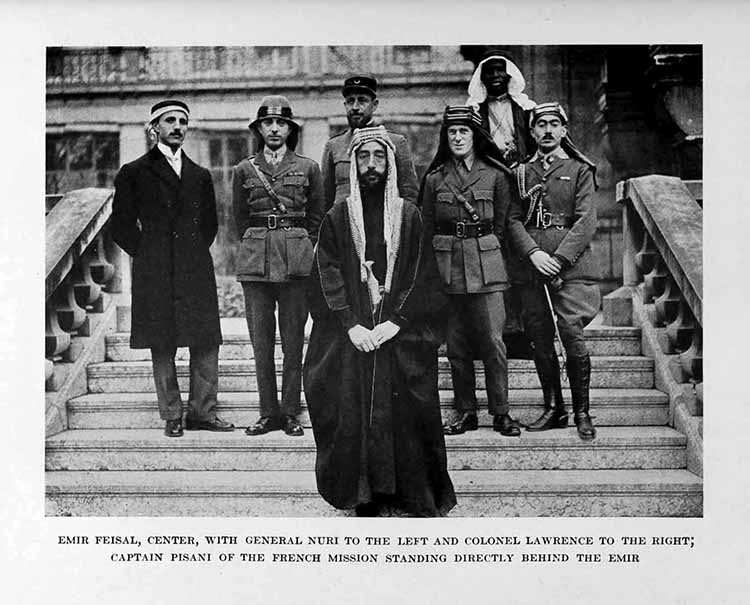 EMIR FEISAL, CENTER, WITH GENERAL NURI TO THE LEFT AND COLONEL LAWRENCE TO THE RIGHT;
CAPTAIN PISANI OF THE FRENCH MISSION STANDING DIRECTLY BEHIND THE EMIR